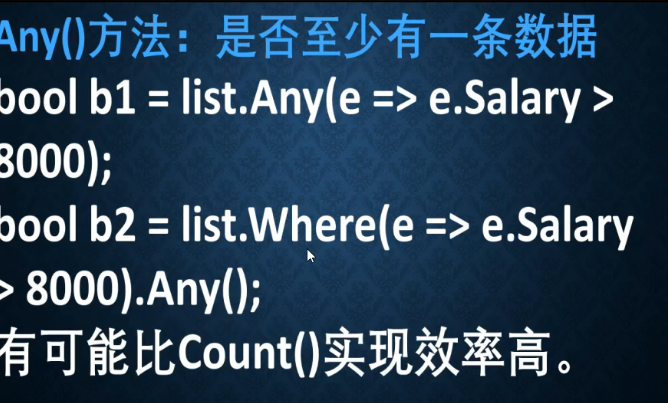 Any()方法：是否至少有一条数据
bool b1 = list.Any(e => e.Salary >
8000);
bool b2 = list.Where(e => e.Salary
> 8000).Any();
有可能比Count()实现效率高。